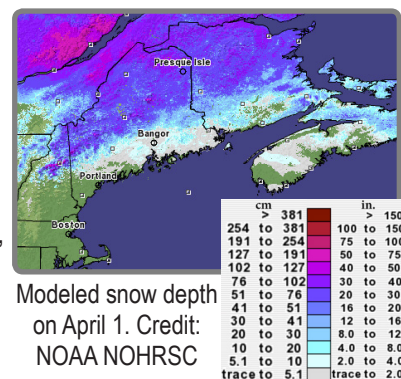 Presque Isle
Bangor
Portland
Boston
,
cm in.
> 381 > 150
254 to 381 100 to 150
191 to 254 75 to 100
127 to 191 50 to 75
102 to 127 40 to 50
76 to 102 30 to 40
51 to 76 20 to 30
41 to 51 16 to 20
30 to 41 12 to 16
20 to 30 8.0 to 12
10 to 20 4.0 to 8.0
5.1 to 10 2.0 to 4.0
trace to 5.1 trace to 2.0
Modeled snow depth
on April 1. Credit:
NOAA NOHRSC